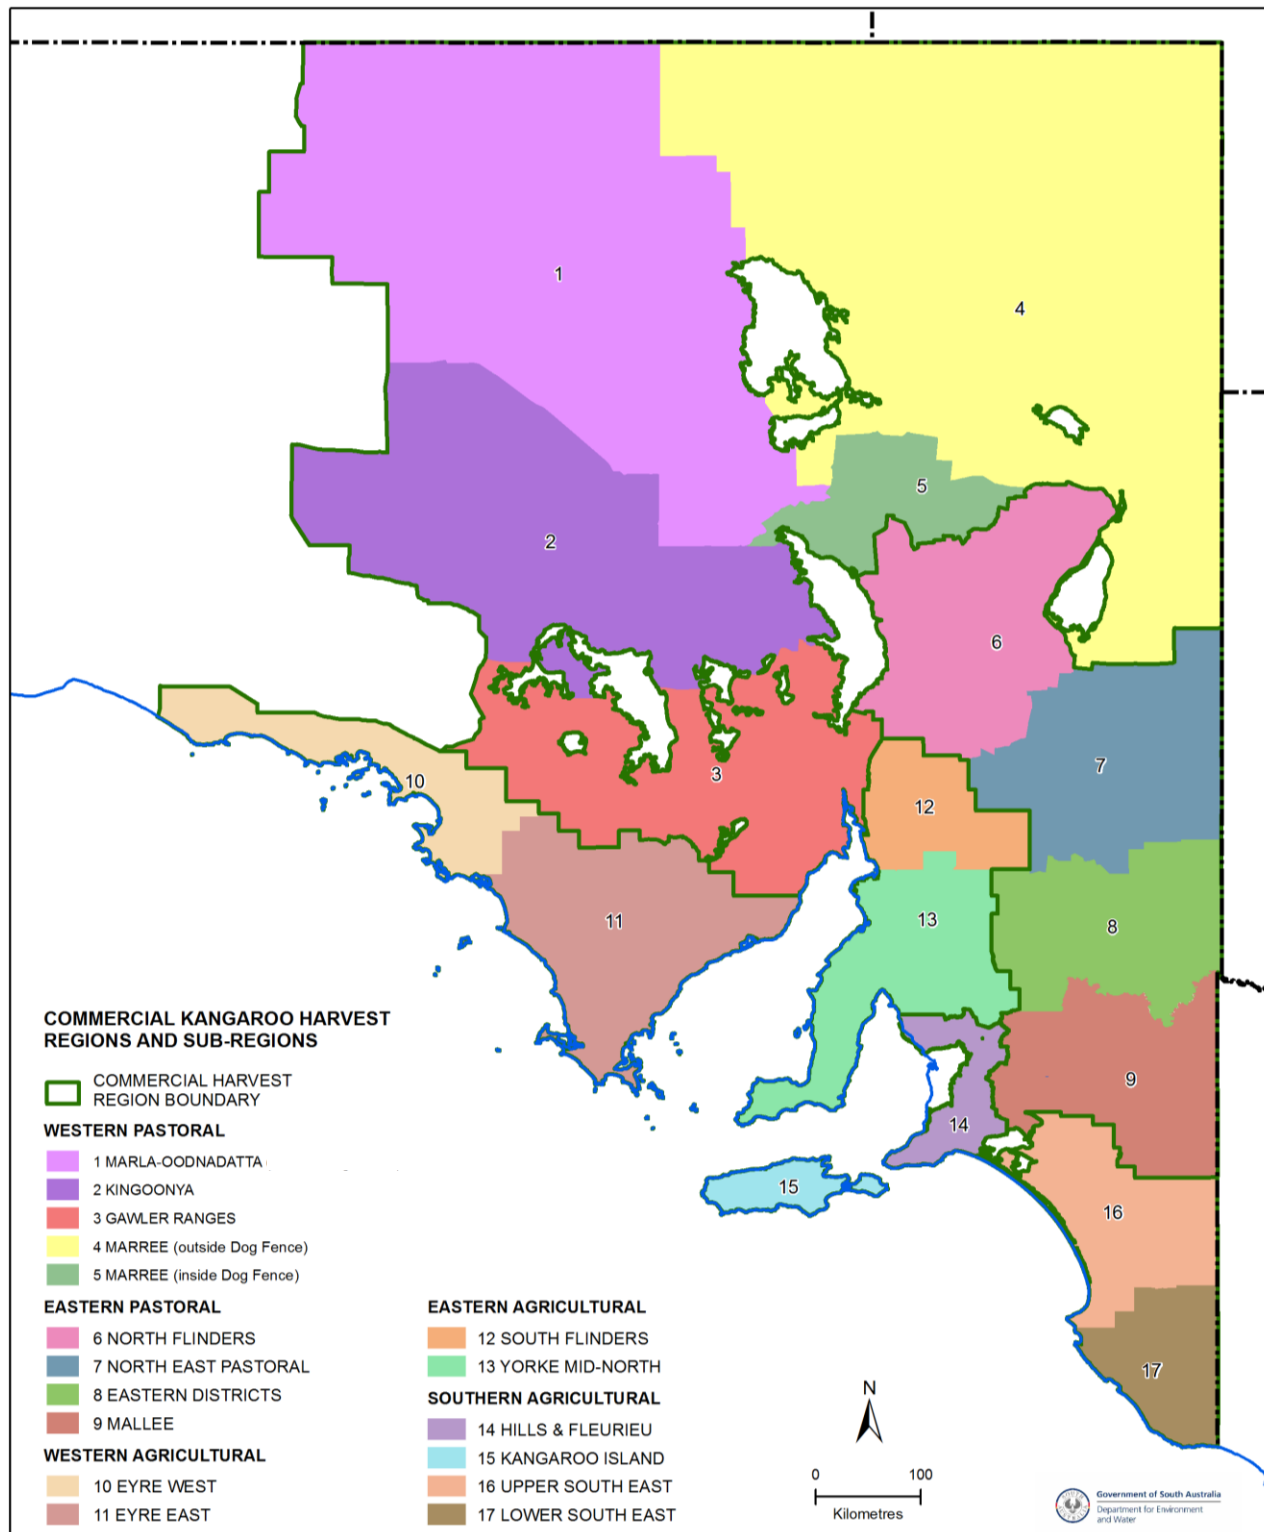 1
4
5
2
6
7
3
10
12
11
13
8
9
14
15
16
17
COMMERCIAL KANGAROO HARVEST
REGIONS AND SUB-REGIONS
COMMERCIAL HARVEST
REGION BOUNDARY
WESTERN PASTORAL
1 MARLA-OODNADATTA
2 KINGOONYA
3 GAWLER RANGES
4 MARREE (outside Dog Fence)
5 MARREE (inside Dog Fence)
EASTERN PASTORAL
6 NORTH FLINDERS
7 NORTH EAST PASTORAL
8 EASTERN DISTRICTS
9 MALLEE
WESTERN AGRICULTURAL
10 EYRE WEST
11 EYRE EAST
EASTERN AGRICULTURAL
12 SOUTH FLINDERS
13 YORKE MID-NORTH
SOUTHERN AGRICULTURAL
14 HILLS & FLEURIEU
15 KANGAROO ISLAND
16 UPPER SOUTH EAST
17 LOWER SOUTH EAST
N
0 100
Kilometres
Government of South Australia
Department for Environment
and Water